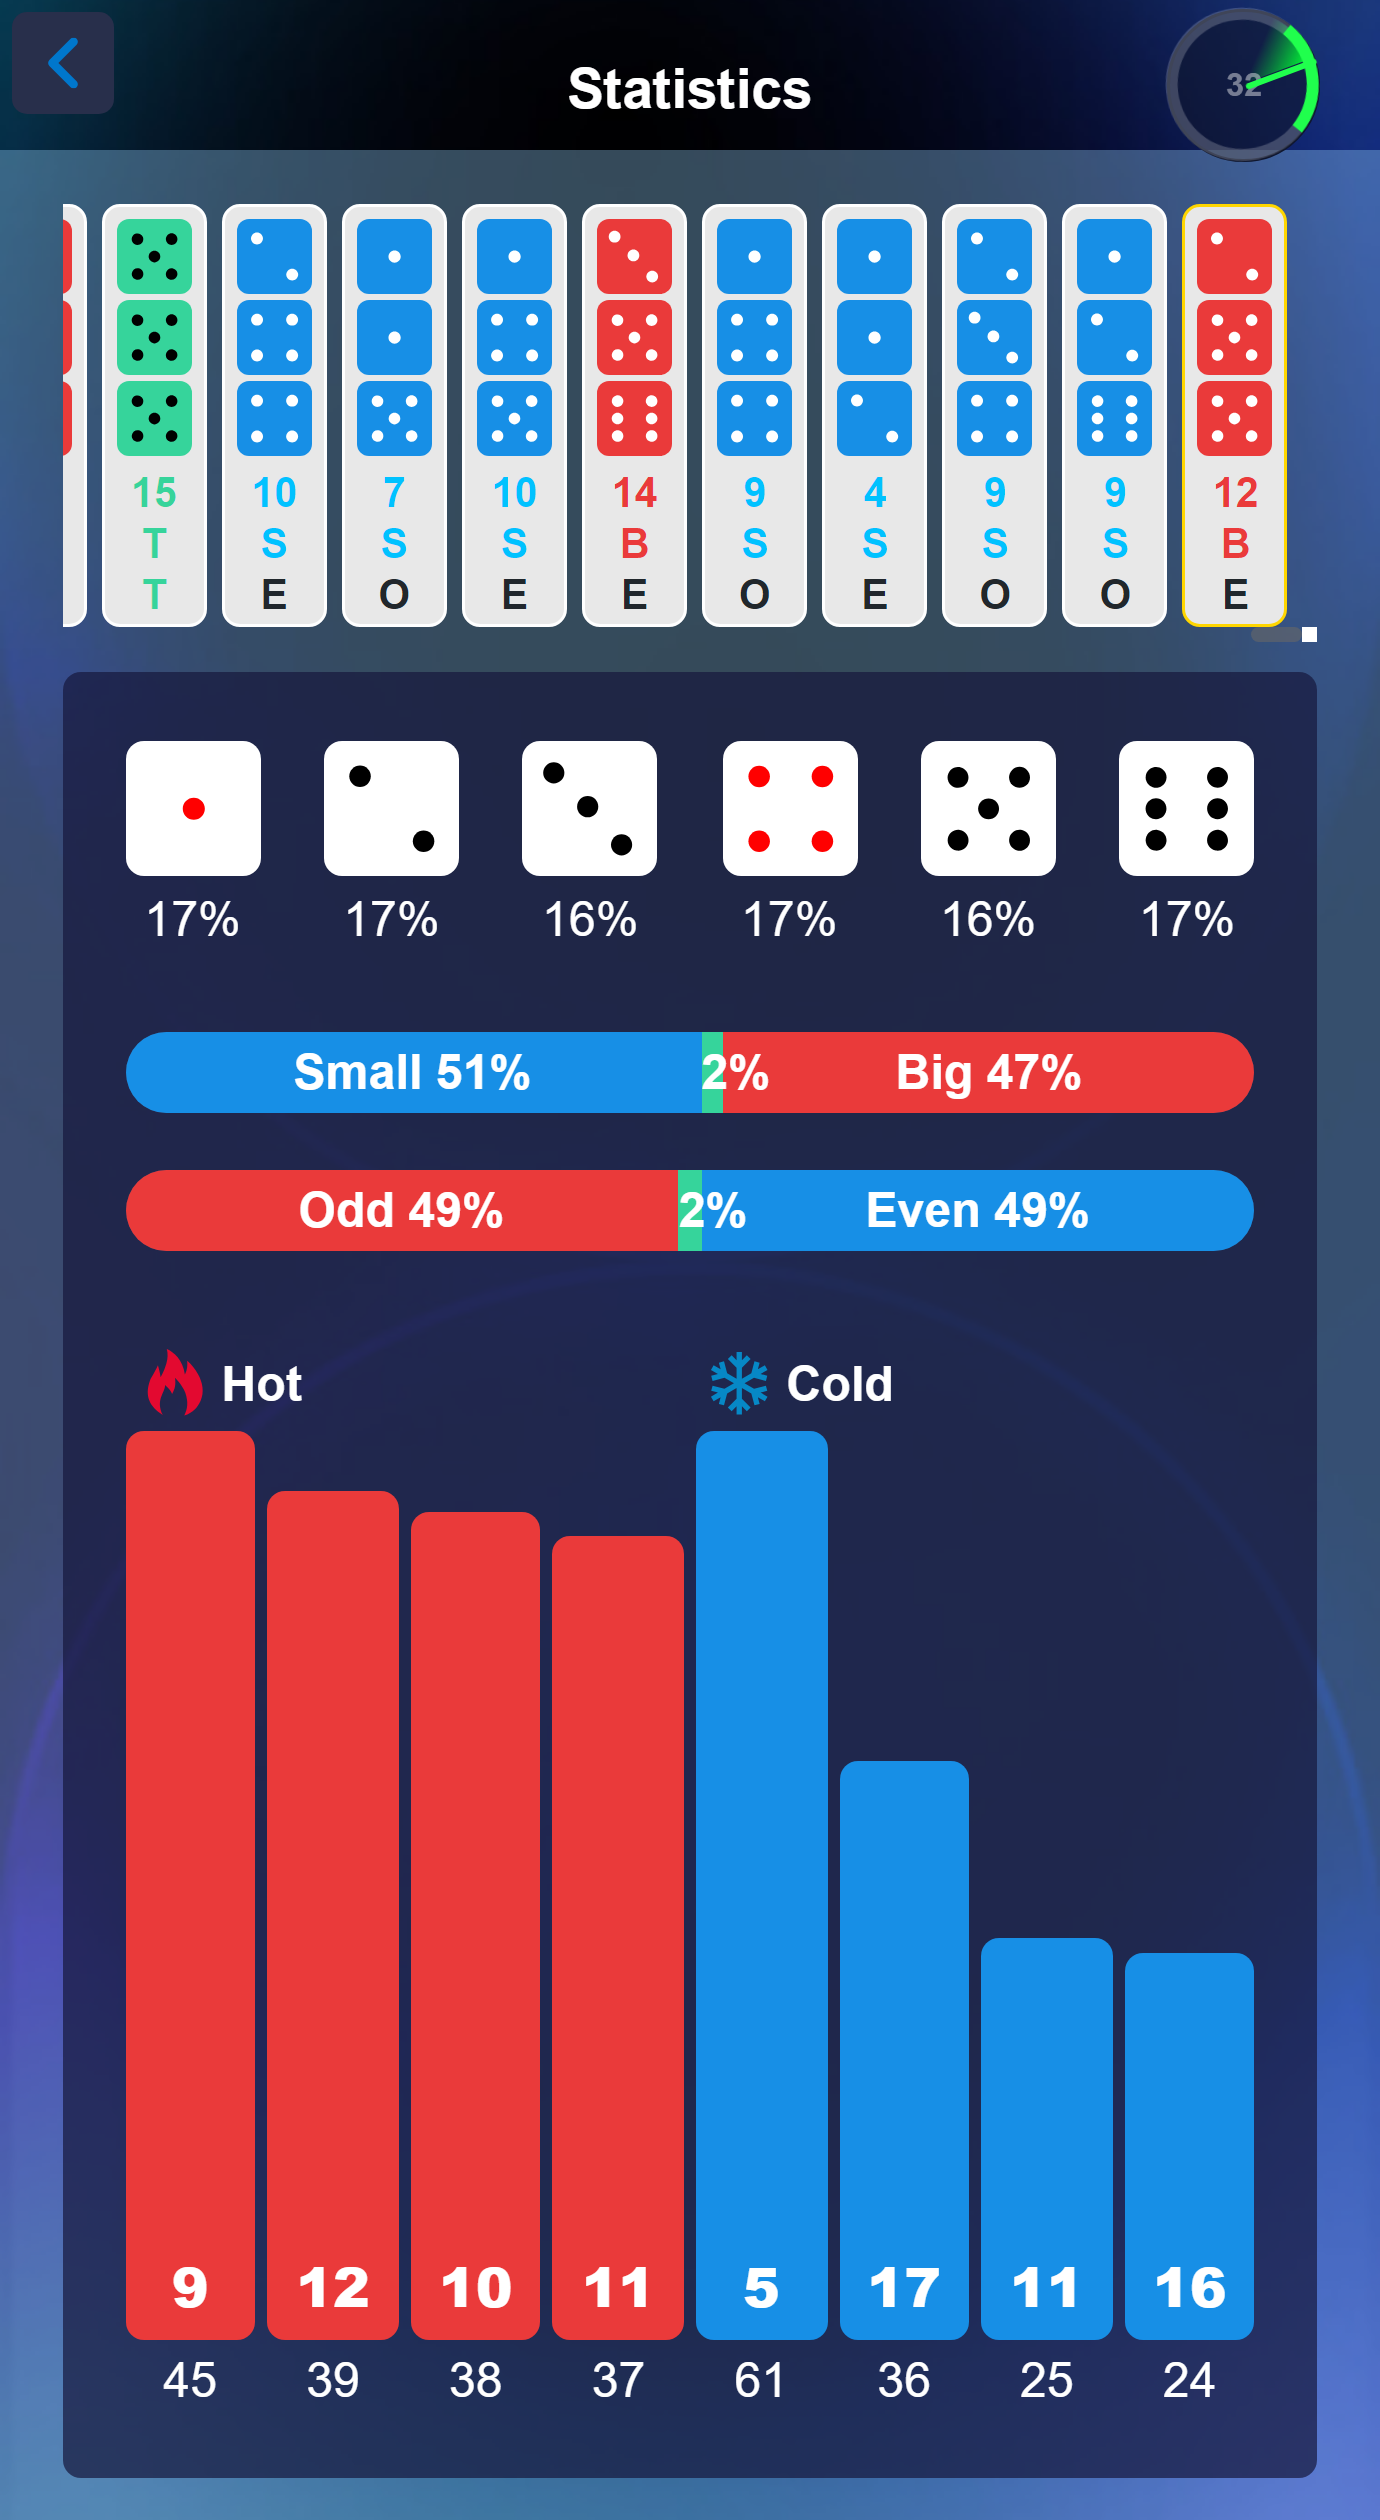 Statistics
32
15 10 7 10 14 9 4 9 9 12
T S S S B S S S S B
T E O E E O E O O E
17% 17% 16% 17% 16% 17%
Small 51% 2% Big 47%
Odd 49% 2% Even 49%
Hot Cold
9 12 10 11 5 17 11 16
45 39 38 37 61 36 25 24